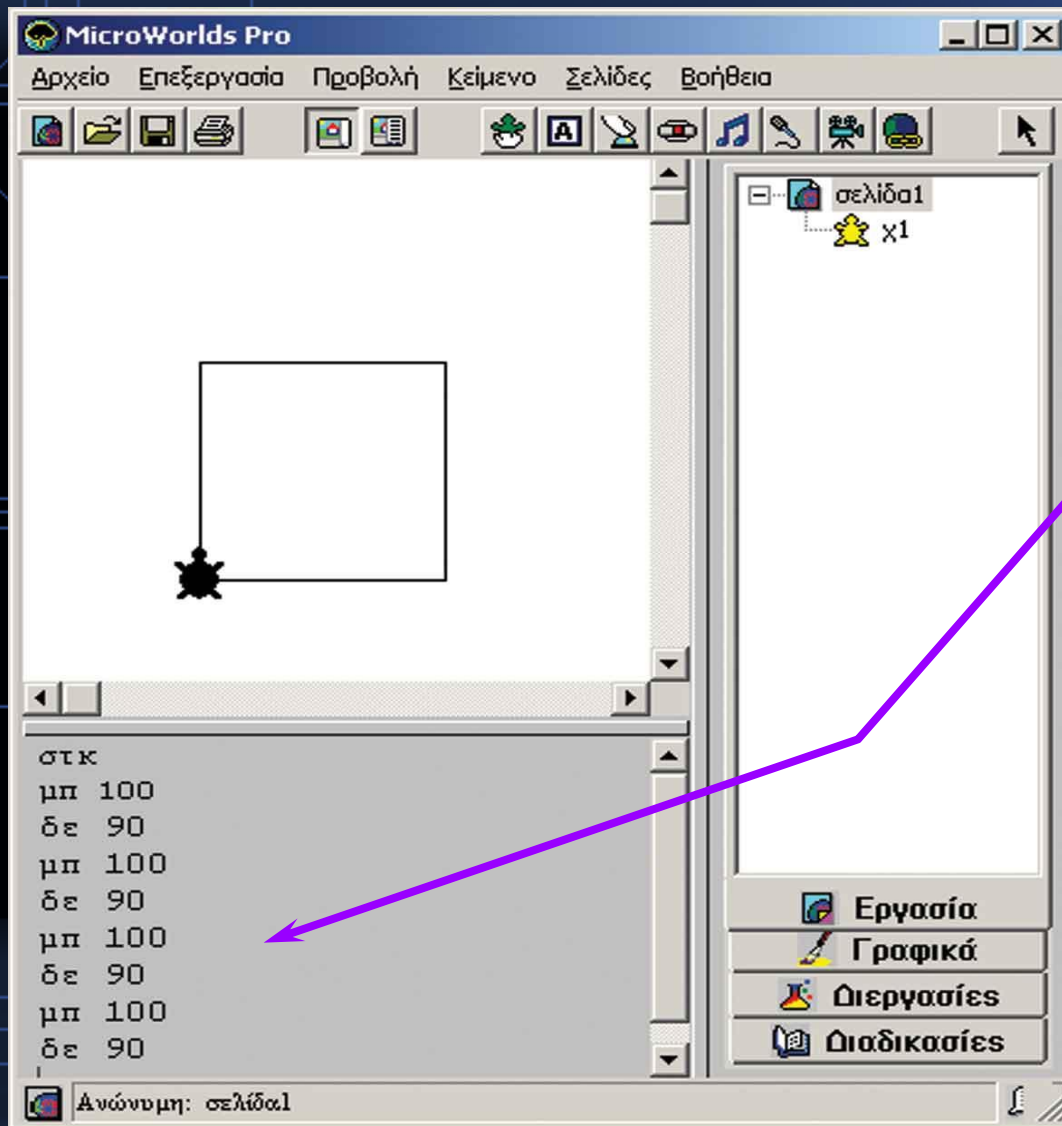 MicroWorlds Pro
Αρχείο Επεξεργασία Προβολή Κείμενο Σελίδες Βοήθεια
A
σελίδα1
x1
στκ
μπ 100
δε 90
μπ 100
δε 90
μπ 100
δε 90
μπ 100
δε 90
Εργασία
Γραφικά
Διεργασίες
Διαδικασίες
Ανώνυμη: σελίδα1